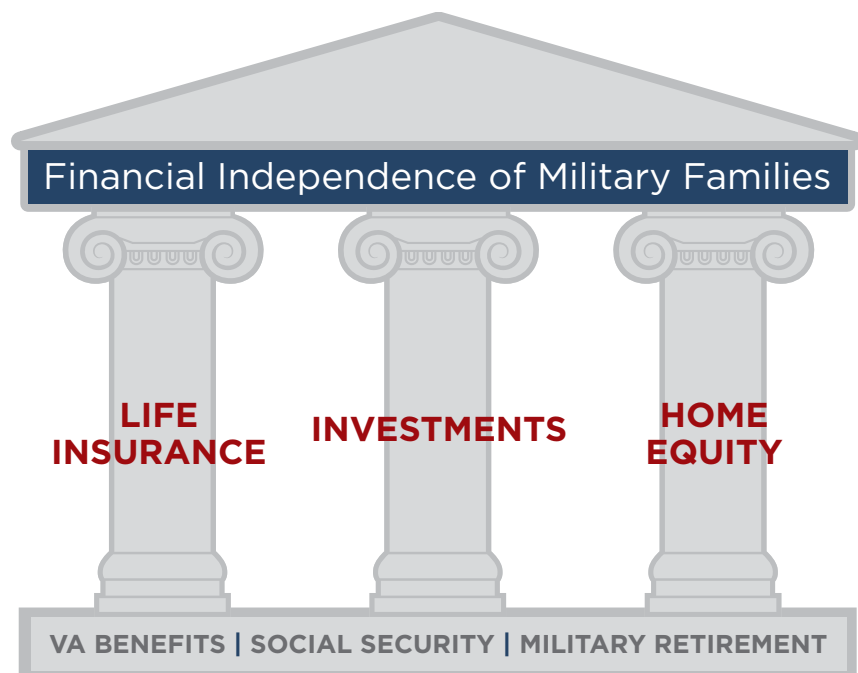 Financial Independence of Military Families
LIFE
INSURANCE
INVESTMENTS
HOME
EQUITY
VA BENEFITS | SOCIAL SECURITY | MILITARY RETIREMENT